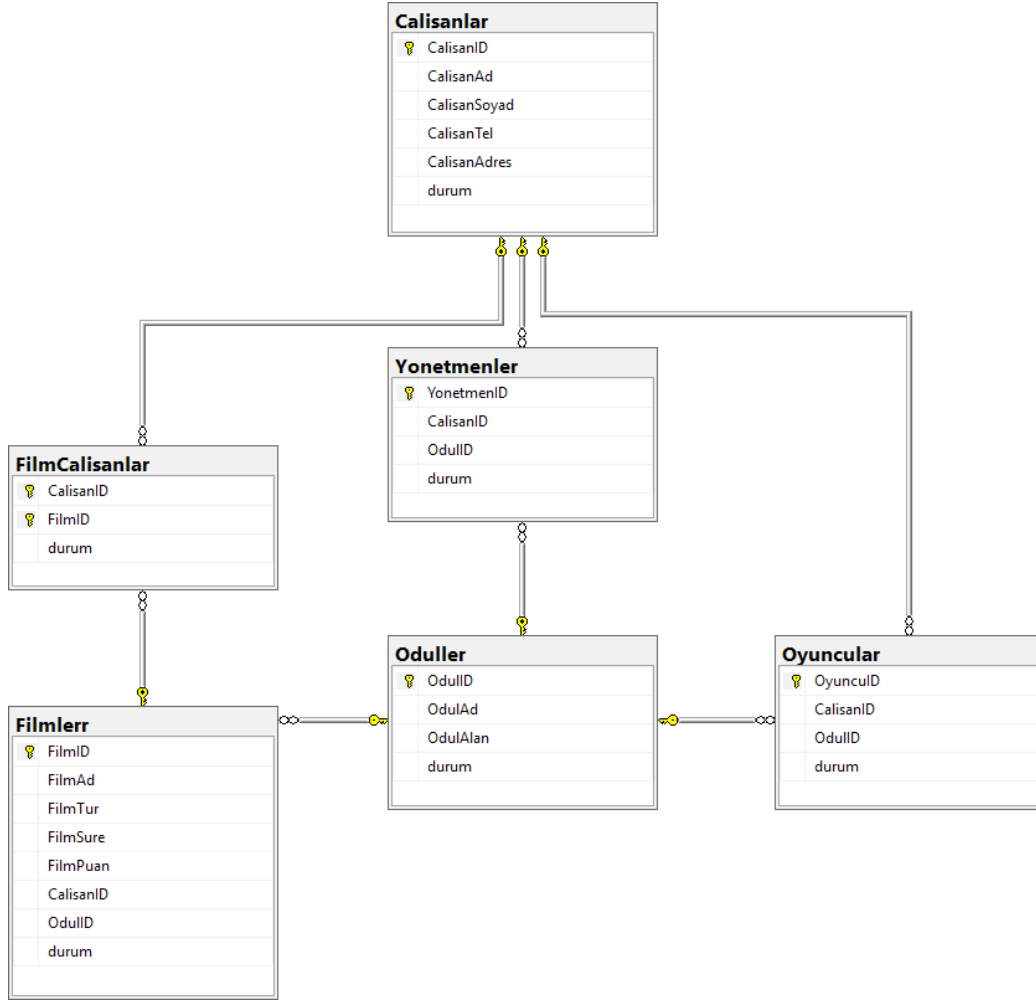 Calisanlar
CalisanID
CalisanAd
CalisanSoyad
CalisanTel
CalisanAdres
durum
Yonetmenler
YonetmenID
CalisanID
OdulID
durum
FilmCalisanlar
CalisanID
FilmID
durum
Oduller
OdulID
OdulAd
OdulAlan
durum
Oyuncular
OyuncuID
CalisanID
OdulID
durum
Filmlerr
FilmID
FilmAd
FilmTur
FilmSure
FilmPuan
CalisanID
OdulID
durum